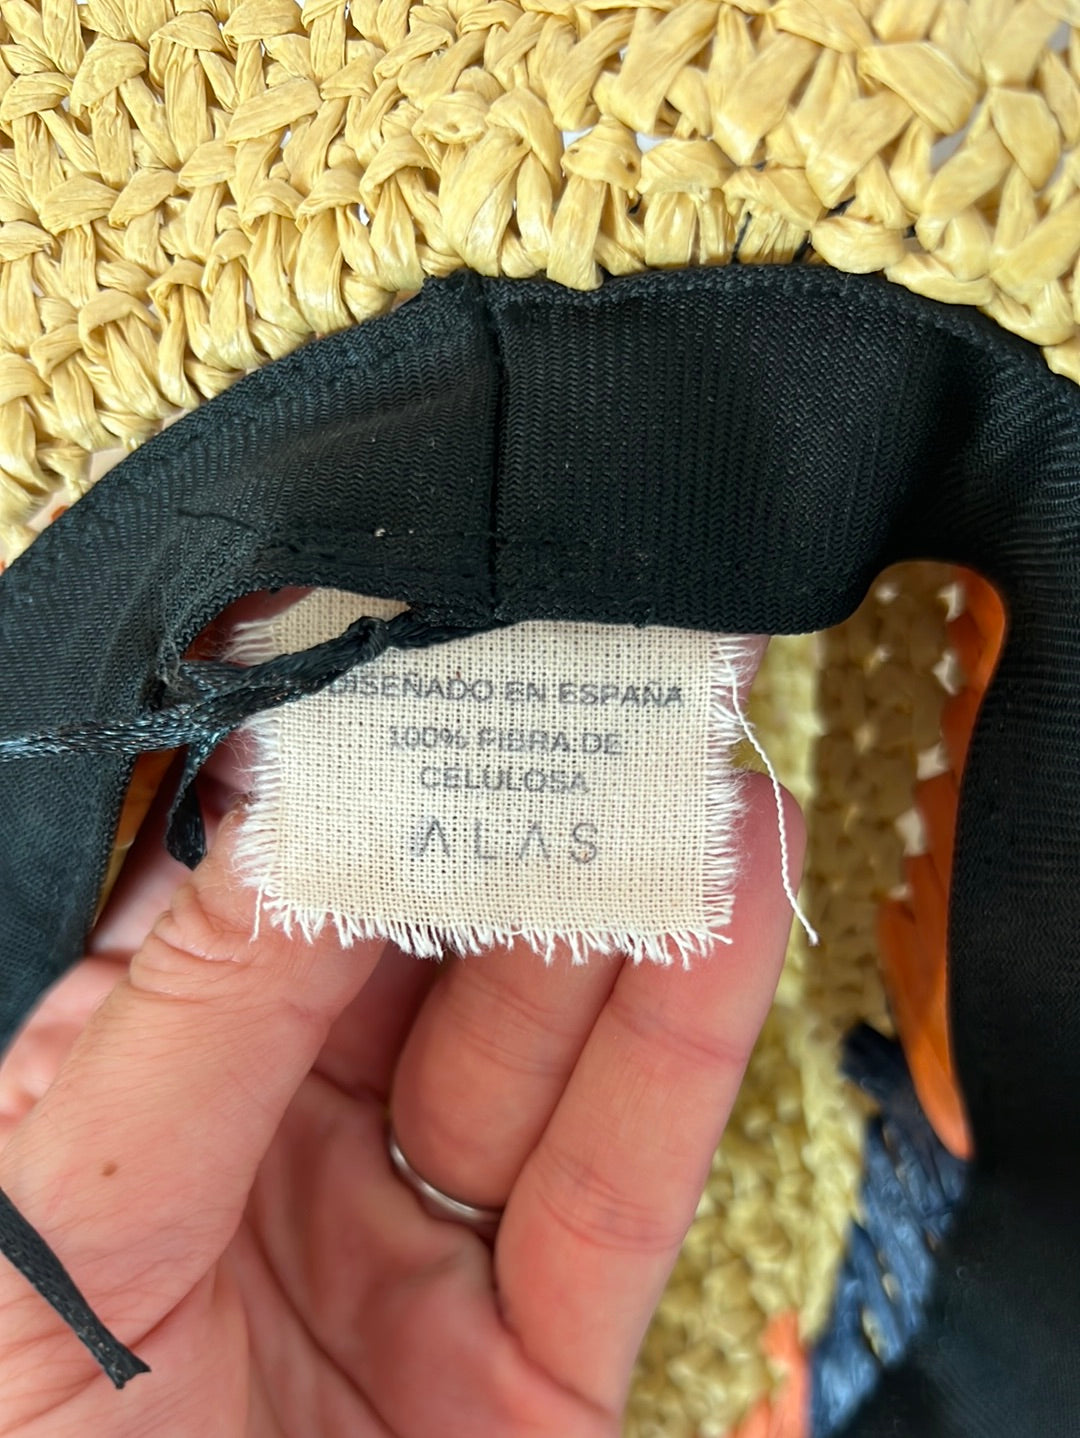 DISEÑADO EN ESPAÑA
100% FIBRA DE
CELULOSA
ALAS